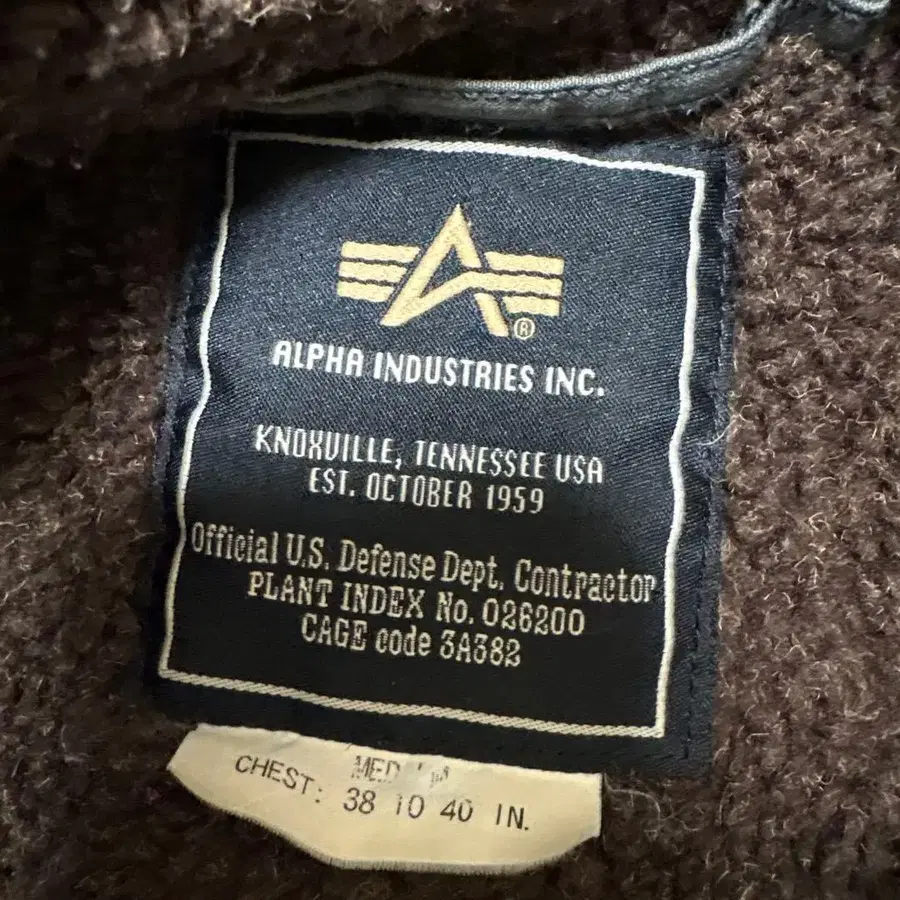 ®
ALPHA INDUSTRIES INC.
KNOXVILLE, TENNESSEE USA
EST. OCTOBER 1959
Official U.S. Defense Dept. Contractor
PLANT INDEX No. 026200
CAGE code 3A382
CHEST: 38 TO 40 IN.